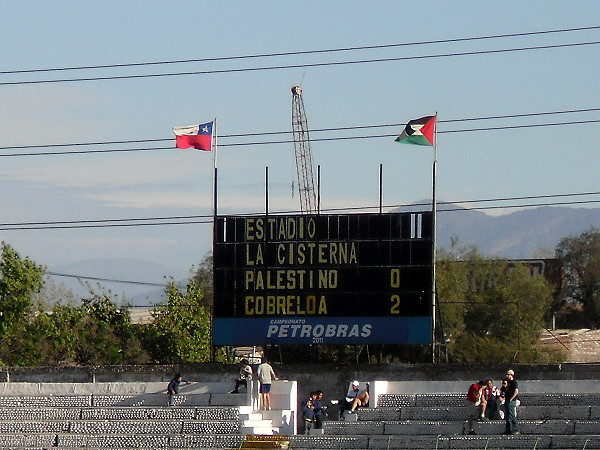 ESTADIO
LA CISTERNA
PALESTINO 0
COBRELOA 2
CAMPEONATO
PETROBRAS
2011